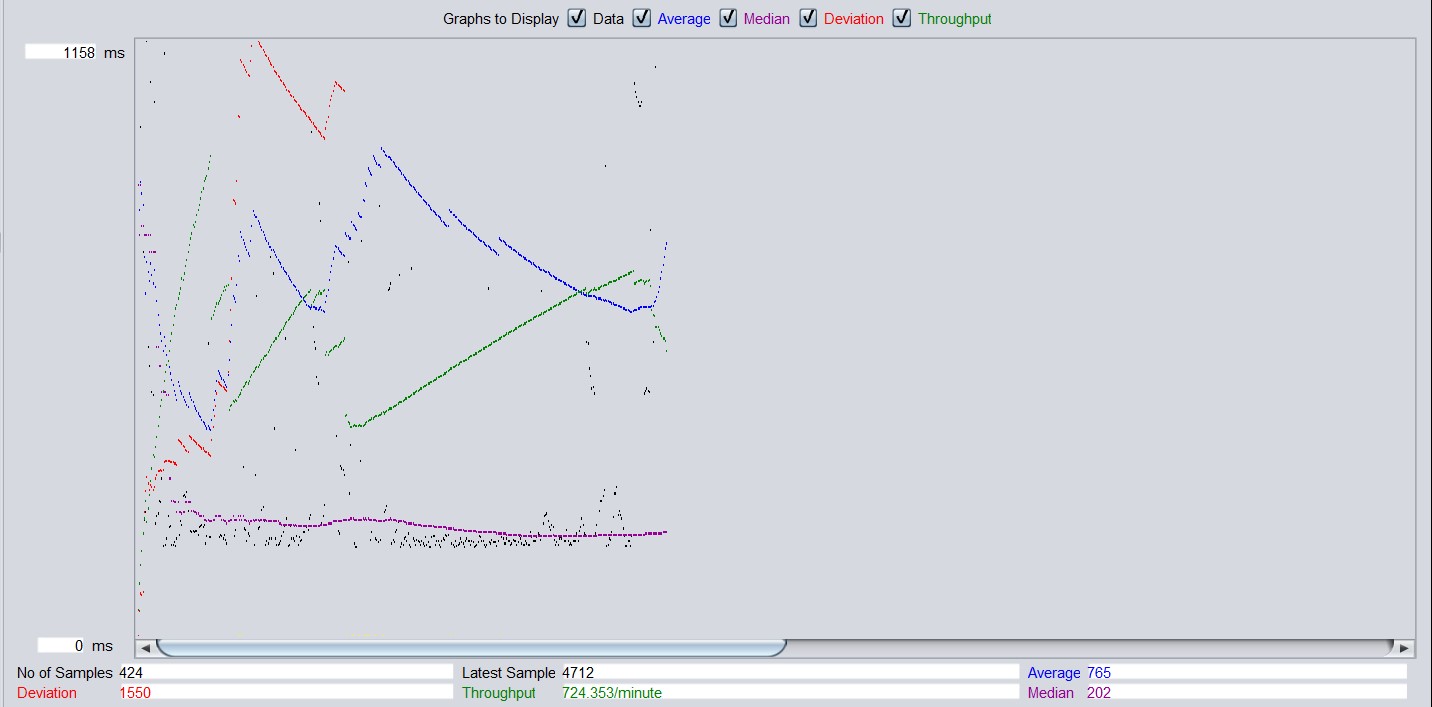 Graphs to Display Data Average Median Deviation Throughput
1158 ms
0 ms
No of Samples 424 Latest Sample 4712 Average 765
Deviation 1550 Throughput 724.353/minute Median 202